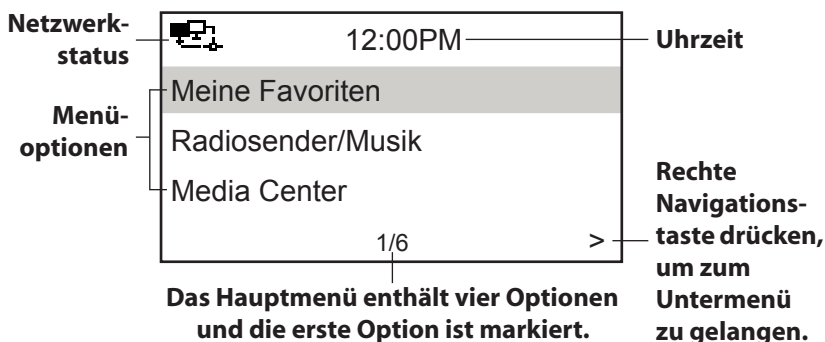 Netzwerk-
status
12:00PM
Uhrzeit
Meine Favoriten
Menü-
optionen
Radiosender/Musik
Media Center
1/6
>
Rechte
Navigations-
taste drücken,
um zum
Untermenü
zu gelangen.
Das Hauptmenü enthält vier Optionen
und die erste Option ist markiert.